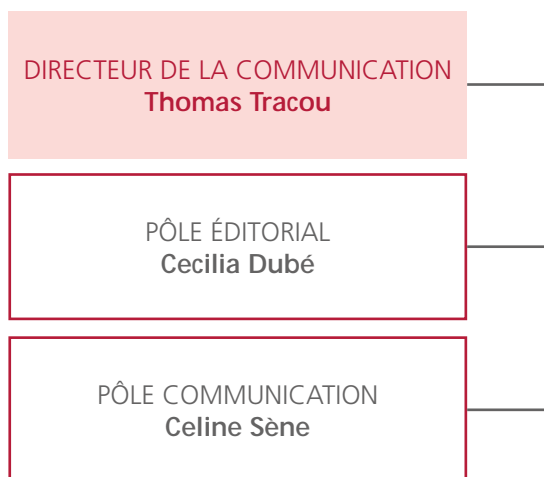 DIRECTEUR DE LA COMMUNICATION
Thomas Tracou
PÔLE ÉDITORIAL
Cecilia Dubé
PÔLE COMMUNICATION
Celine Sène